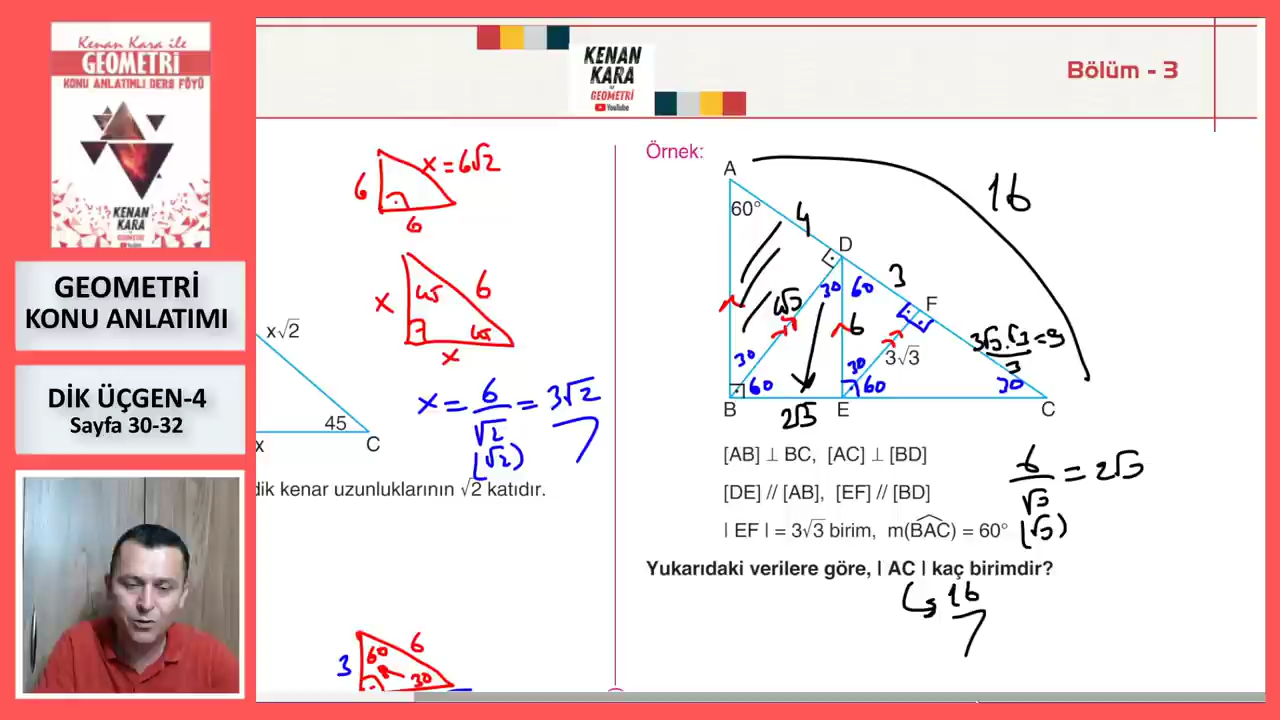 Kenan Kara ile
GEOMETRİ
KONU ANLATIMLI DERS FÖYÜ
KENAN
KARA
GEOMETRİ
KONU ANLATIMI
DİK ÜÇGEN-4
Sayfa 30-32
KENAN
KARA
ile
GEOMETRİ
YouTube
Bölüm - 3
6
x = 6√2
6
x
45
6
45
x
x = 6/√2 = 3√2
(√2)
x√2
45
x
C
dik kenar uzunluklarının √2 katıdır.
3
60
6
30
Örnek:
A
60°
4
16
D
30
60
3
F
6
3√3
3√3.√3/3=9
30
30
60
30
60
B
2√3
E
C
[AB] ⊥ BC, [AC] ⊥ [BD]
[DE] // [AB], [EF] // [BD]
| EF | = 3√3 birim, m(BAC) = 60°
6/√3 = 2√3
(√3)
Yukarıdaki verilere göre, | AC | kaç birimdir?
16